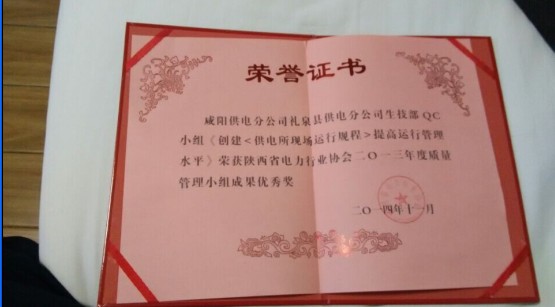 荣誉证书
咸阳供电分公司礼泉县供电分公司生技部QC
小组《创建<供电所现场运行规程>提高运行管理
水平》荣获陕西省电力行业协会二〇一三年度质量
管理小组成果优秀奖
二〇一四年十一月